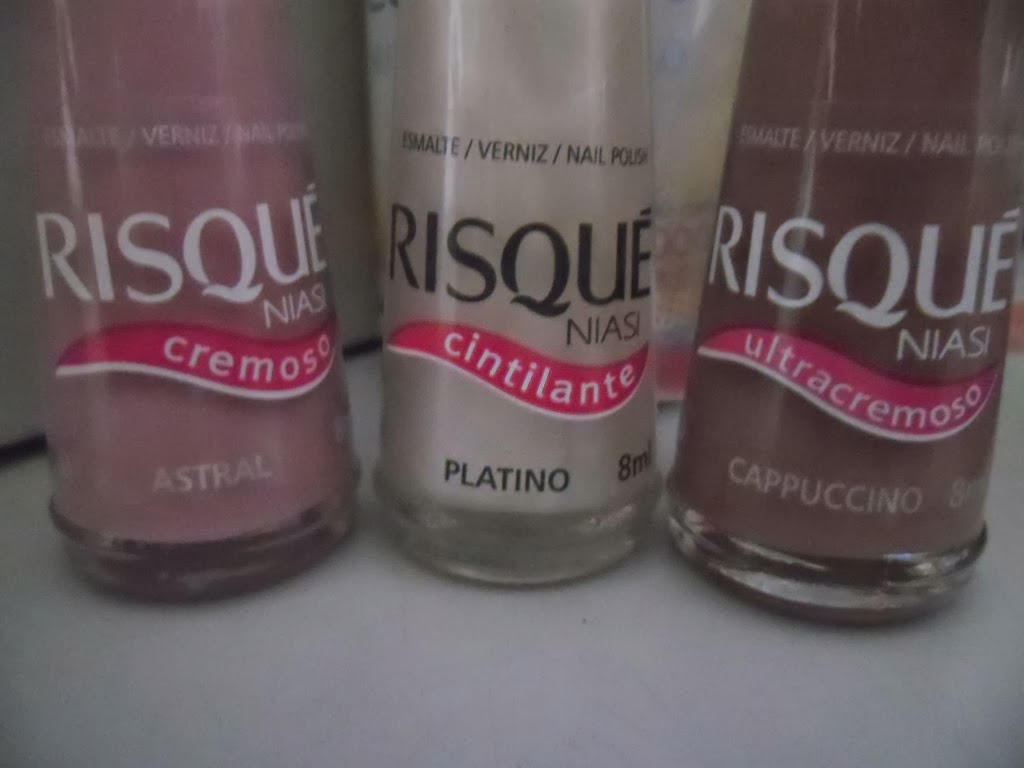 ESMALTE / VERNIZ / NAIL POLISH
RISQUÉ
NIASI
cremoso
ASTRAL
ESMALTE / VERNIZ / NAIL POLISH
RISQUÉ
NIASI
cintilante
PLATINO 8ml
ESMALTE / VERNIZ / NAIL POLISH
RISQUÉ
NIASI
ultracremoso
CAPPUCCINO 8ml